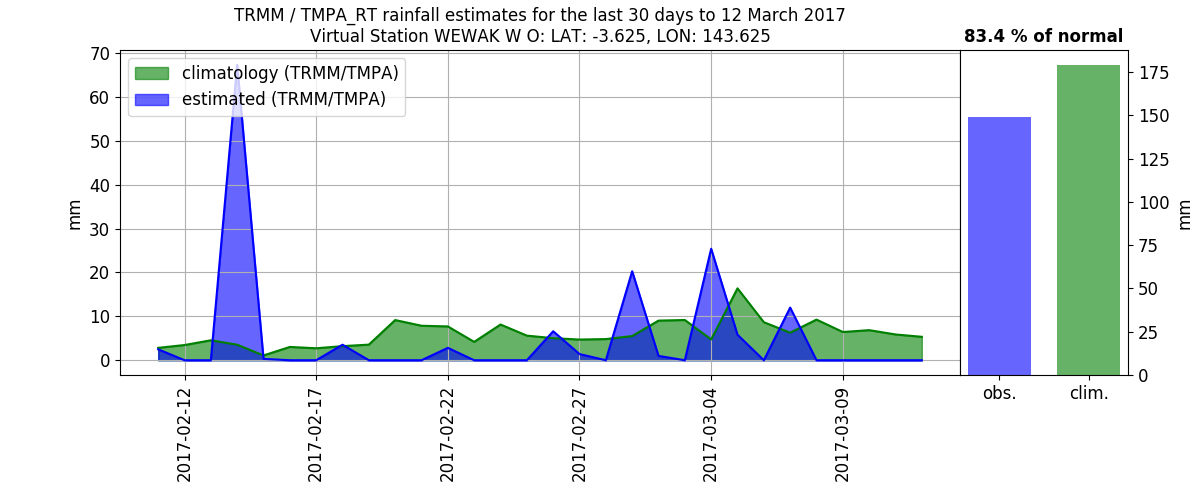 TRMM / TMPA_RT rainfall estimates for the last 30 days to 12 March 2017
Virtual Station WEWAK W O: LAT: -3.625, LON: 143.625
83.4 % of normal
climatology (TRMM/TMPA)
estimated (TRMM/TMPA)
70
60
50
40
30
20
10
0
mm
2017-02-12
2017-02-17
2017-02-22
2017-02-27
2017-03-04
2017-03-09
175
150
125
100
75
50
25
0
mm
obs.
clim.